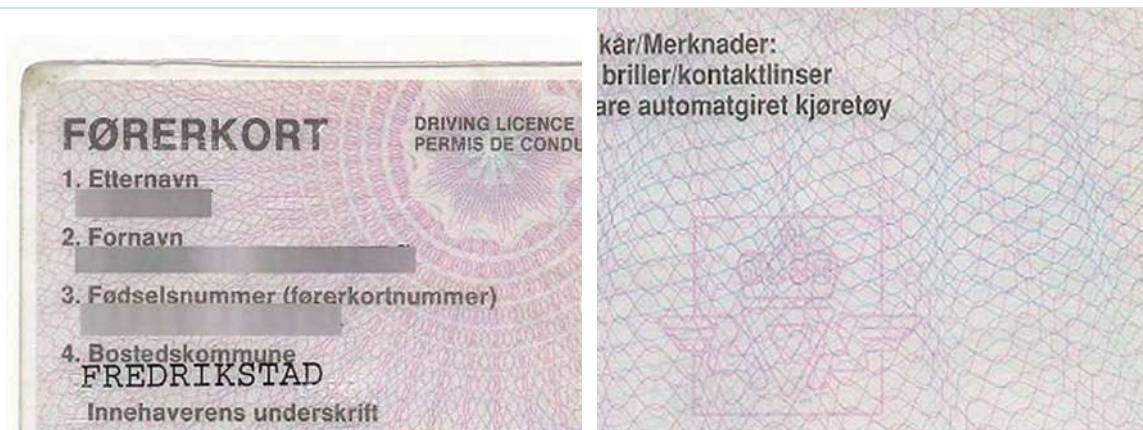 FØRERKORT
DRIVING LICENCE
PERMIS DE CONDU
1. Etternavn
2. Fornavn
3. Fødselsnummer (førerkortnummer)
4. Bostedskommune
FREDRIKSTAD
Innehaverens underskrift
kår/Merknader:
briller/kontaktlinser
are automatgiret kjøretøy